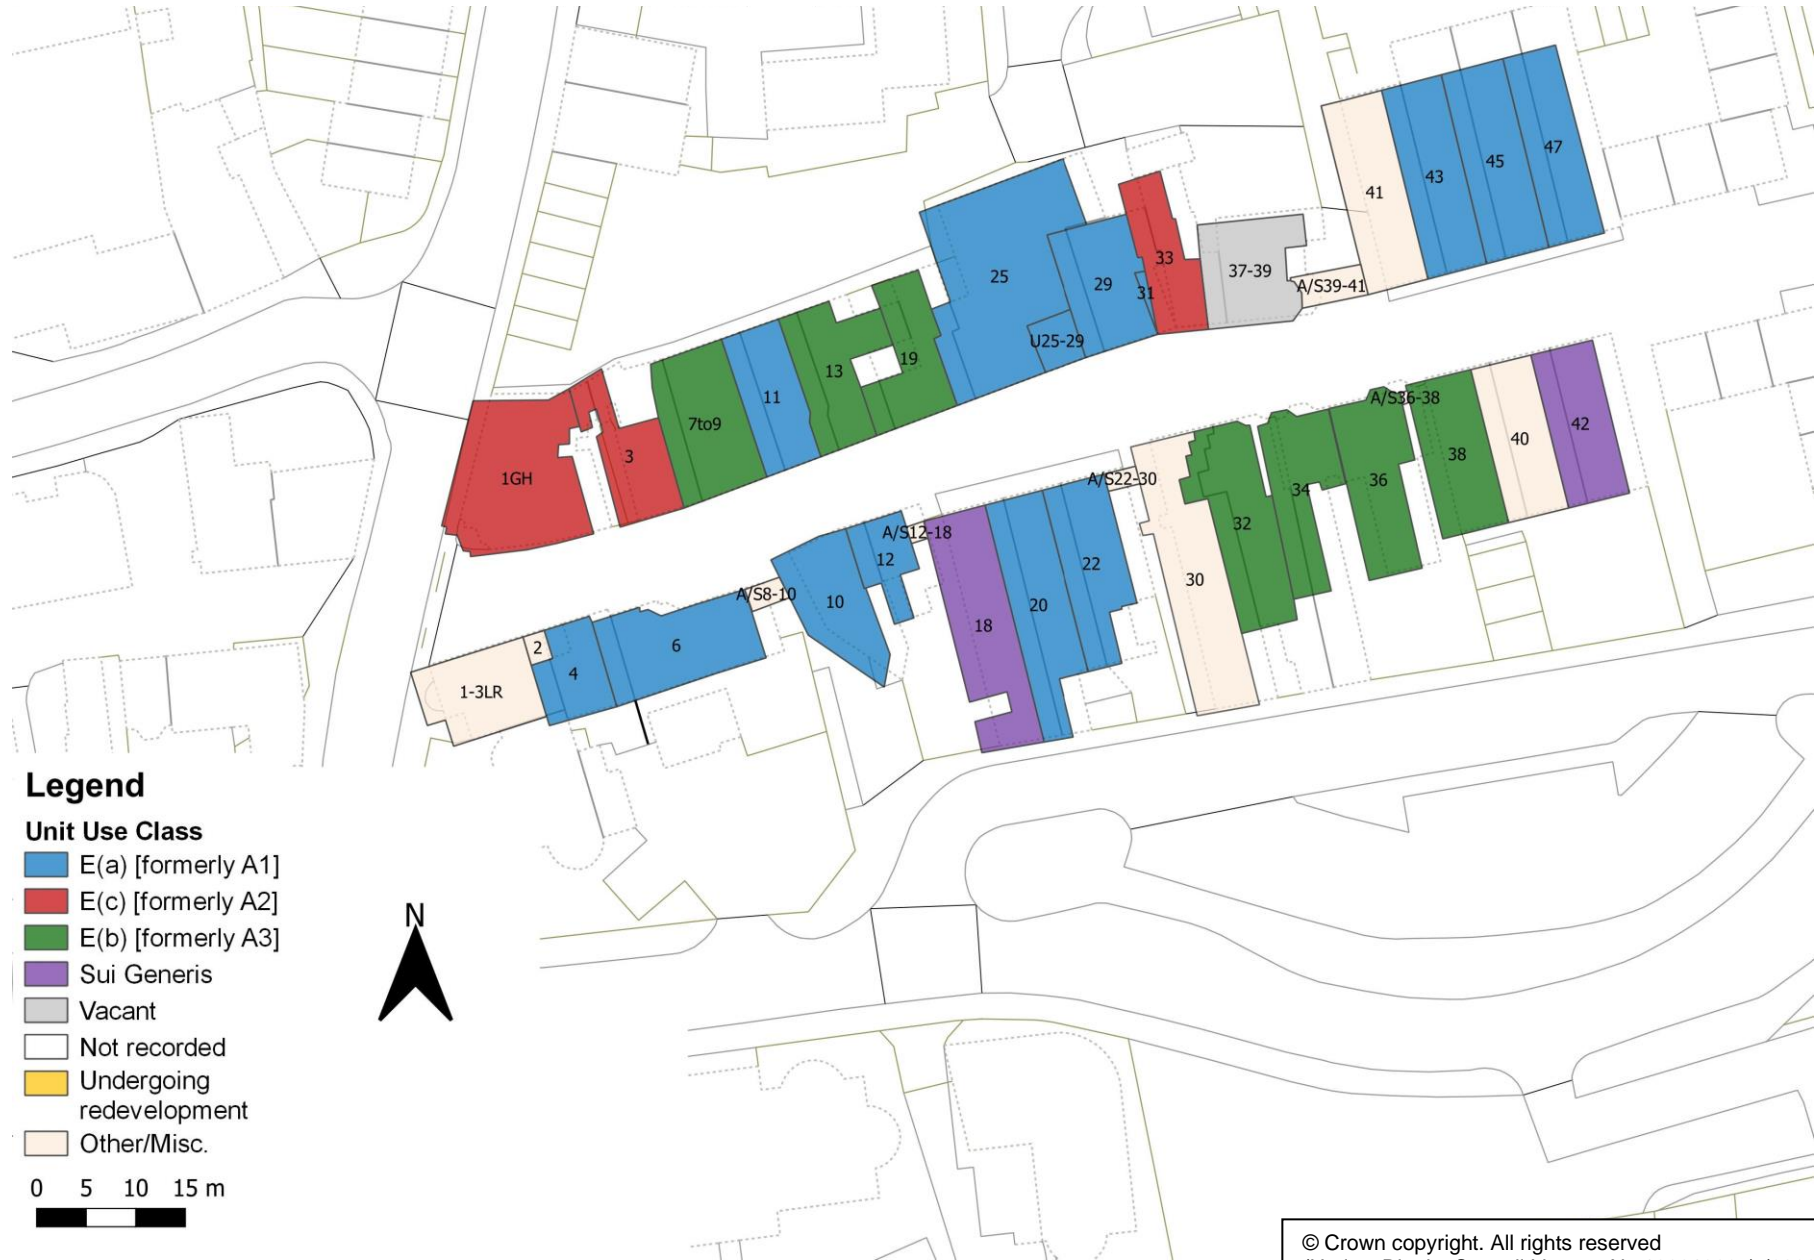 41
43
45
47
25
29
31
33
37-39
A/S39-41
U25-29
1GH
3
7to9
11
13
19
A/S36-38
38
40
42
A/S22-30
32
34
36
30
A/S12-18
12
18
20
22
A/S8-10
10
1-3LR
2
4
6
Legend
Unit Use Class
E(a) [formerly A1]
E(c) [formerly A2]
E(b) [formerly A3]
Sui Generis
Vacant
Not recorded
Undergoing
redevelopment
Other/Misc.
N
0 5 10 15 m
© Crown copyright. All rights reserved